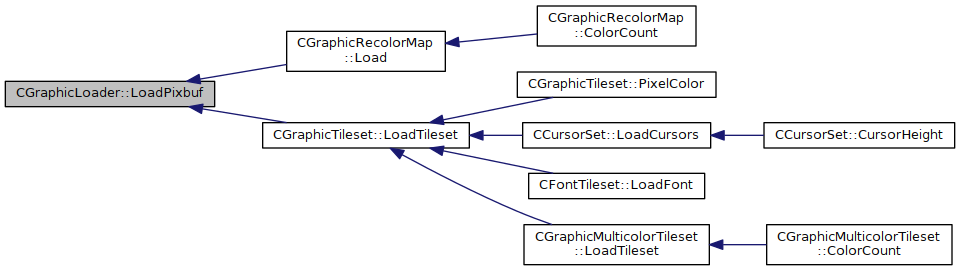 CGraphicLoader::LoadPixbuf
CGraphicRecolorMap
::Load
CGraphicRecolorMap
::ColorCount
CGraphicTileset::LoadTileset
CGraphicTileset::PixelColor
CCursorSet::LoadCursors
CCursorSet::CursorHeight
CFontTileset::LoadFont
CGraphicMulticolorTileset
::LoadTileset
CGraphicMulticolorTileset
::ColorCount